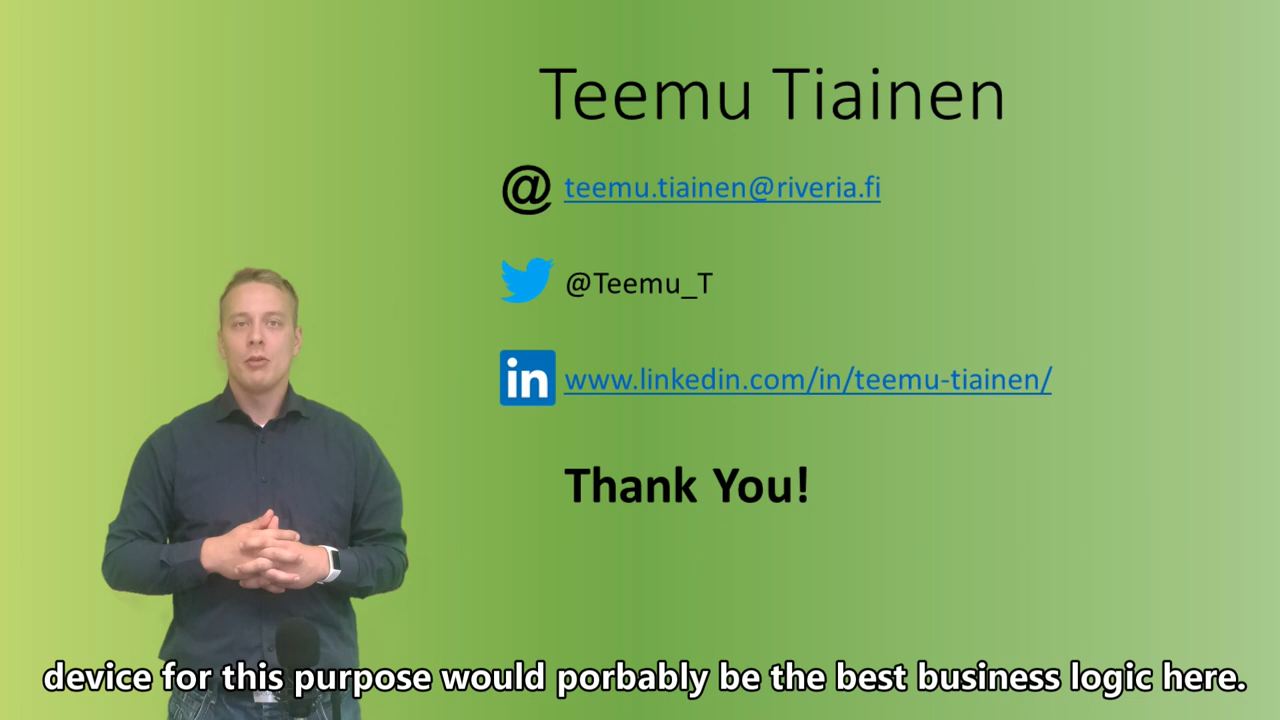 Teemu Tiainen
@ teemu.tiainen@riveria.fi
@Teemu_T
in www.linkedin.com/in/teemu-tiainen/
Thank You!
device for this purpose would porbably be the best business logic here.